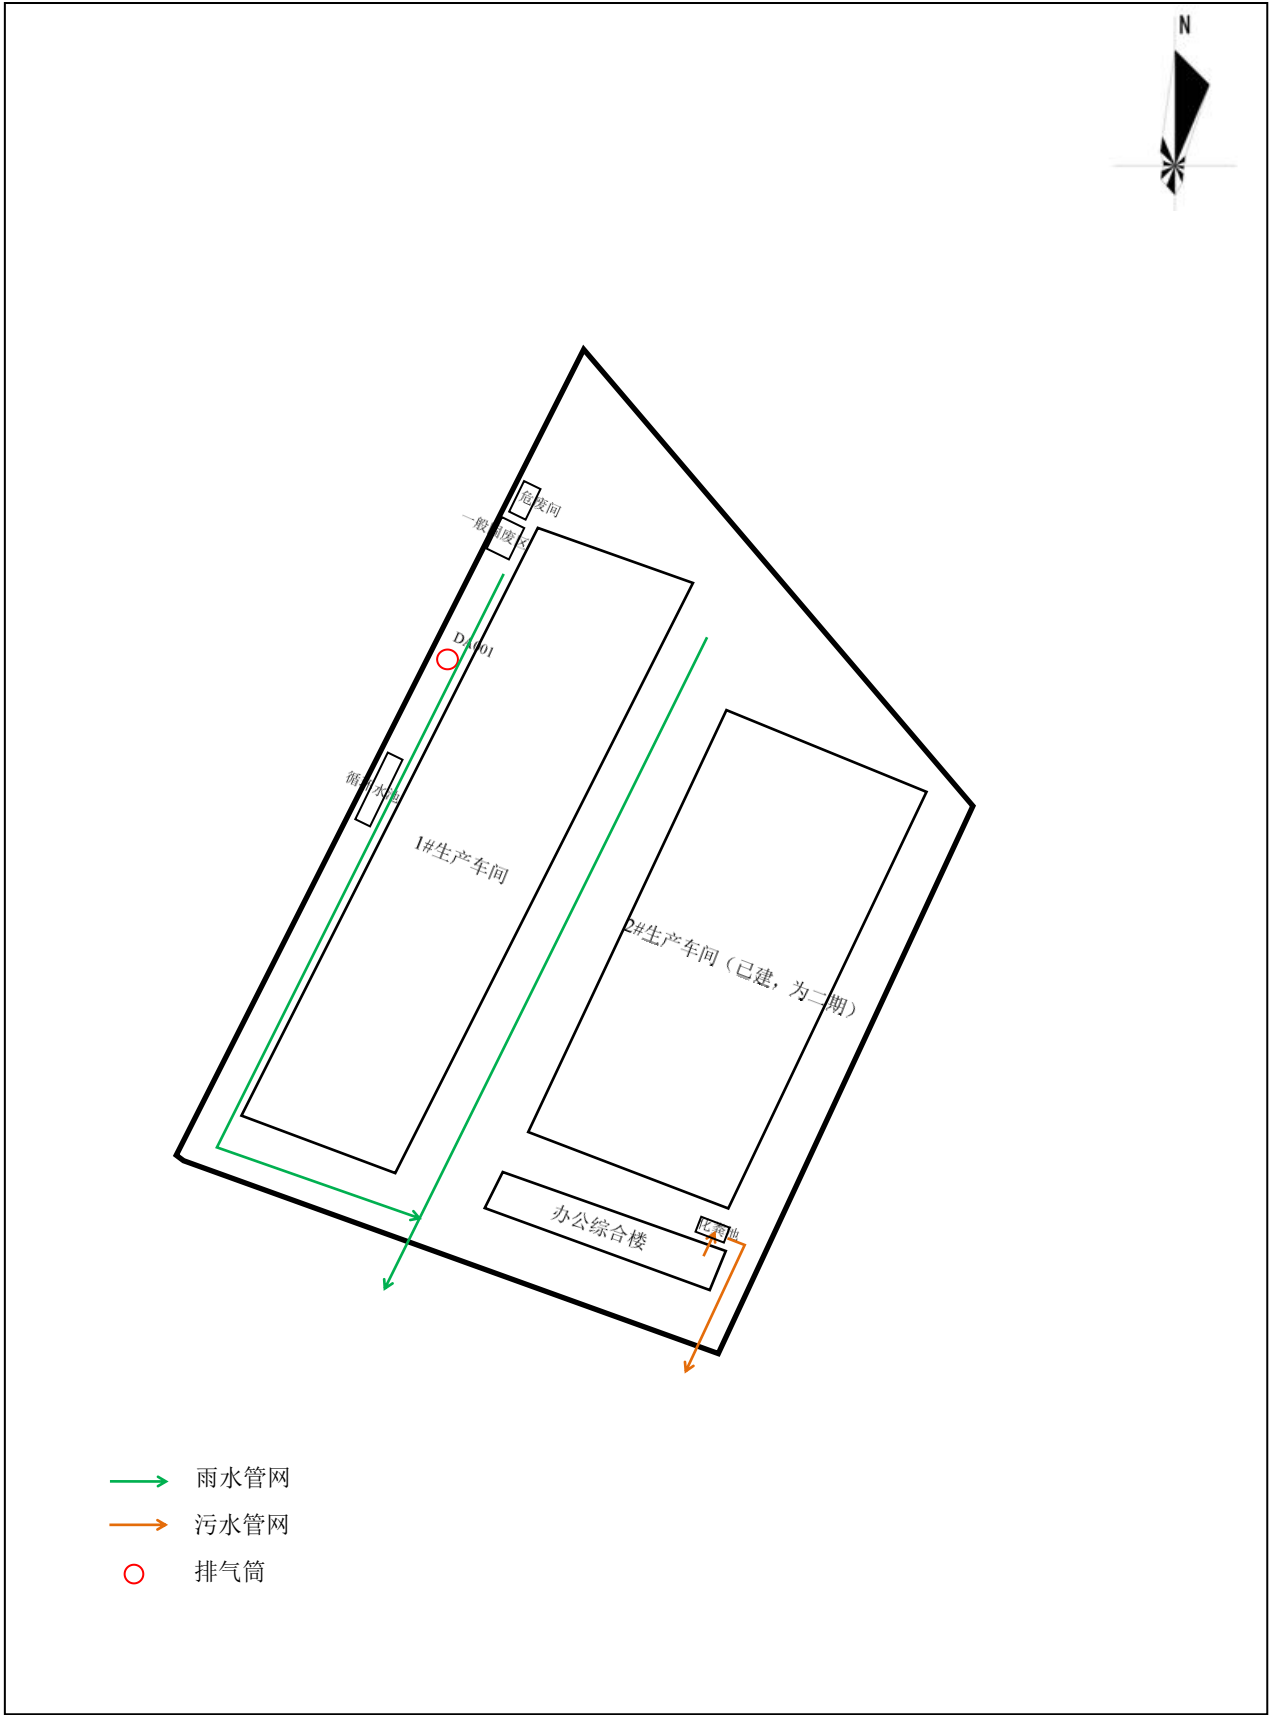 N
危废间
一般固废区
DA001
循环水池
1#生产车间
2#生产车间（已建，为二期）
办公综合楼
化粪池
雨水管网
污水管网
排气筒